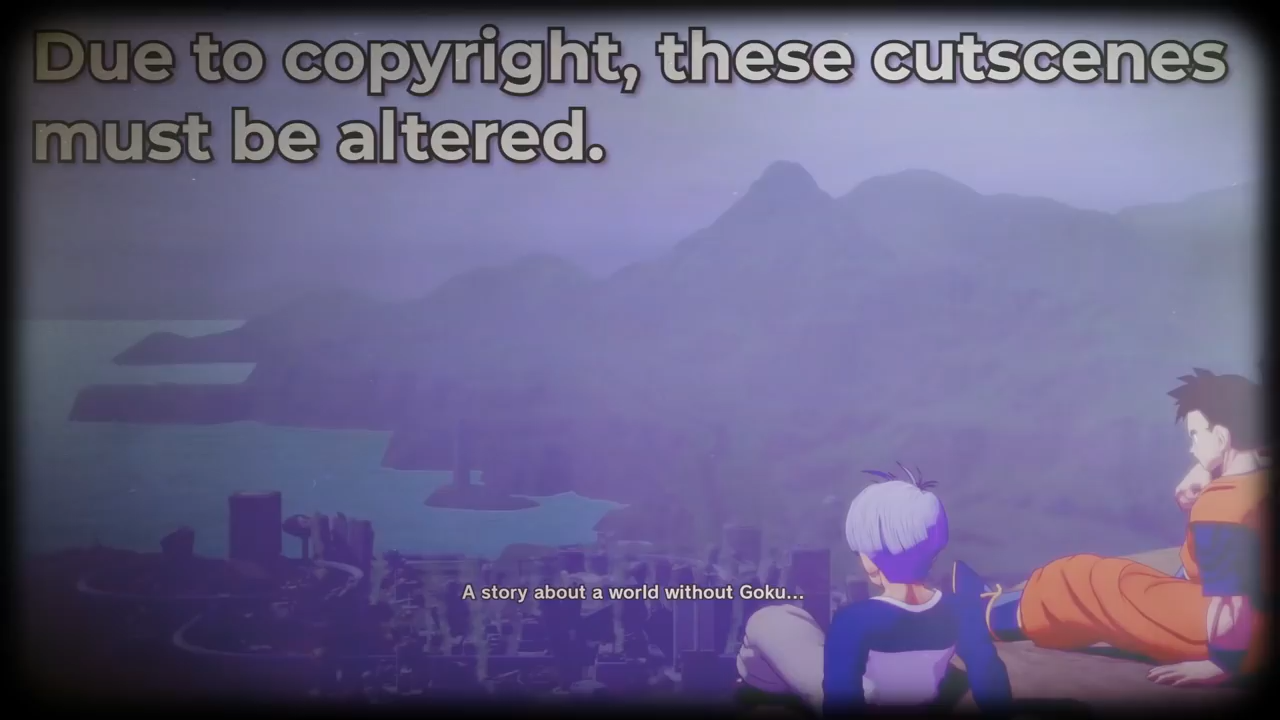 Due to copyright, these cutscenes
must be altered.
A story about a world without Goku...